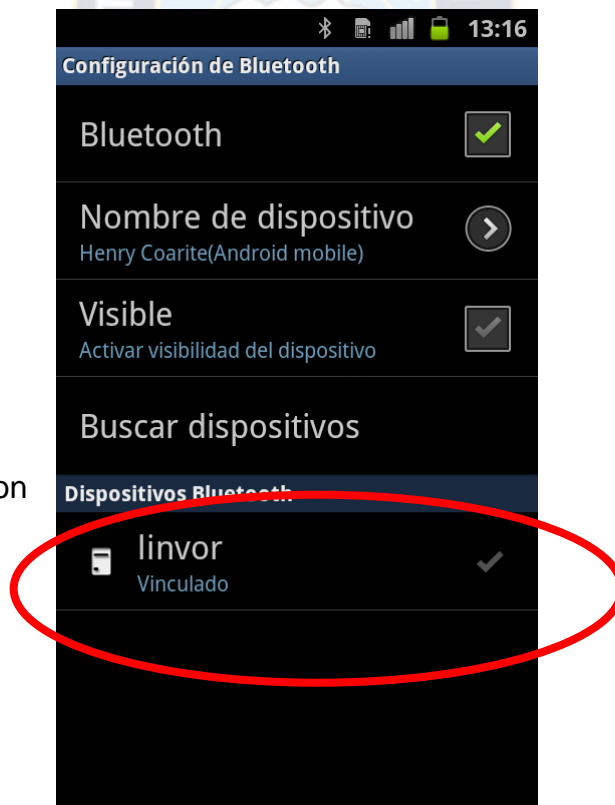 13:16
Configuración de Bluetooth
Bluetooth
Nombre de dispositivo
Henry Coarite(Android mobile)
Visible
Activar visibilidad del dispositivo
Buscar dispositivos
on
Dispositivos Bluetooth
linvor
Vinculado